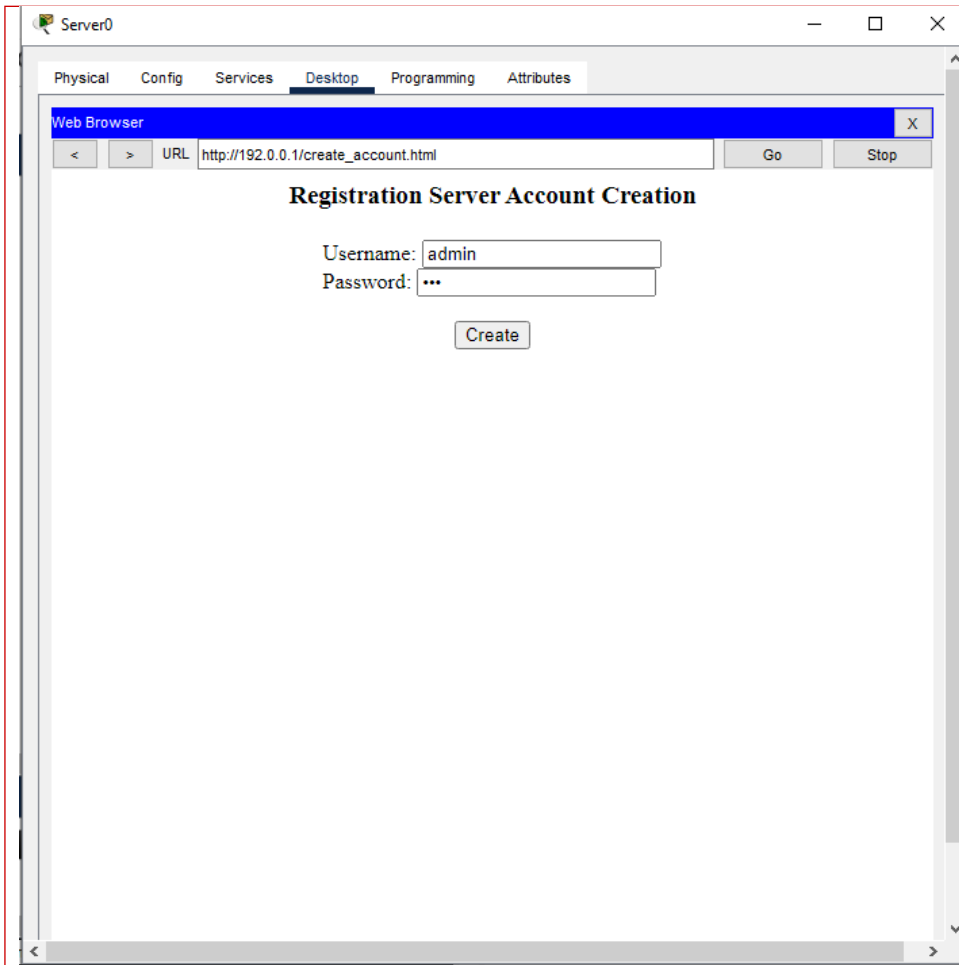 Server0
Physical Config Services Desktop Programming Attributes
Web Browser X
< > URL http://192.0.0.1/create_account.html Go Stop
Registration Server Account Creation
Username: admin
Password: •••
Create